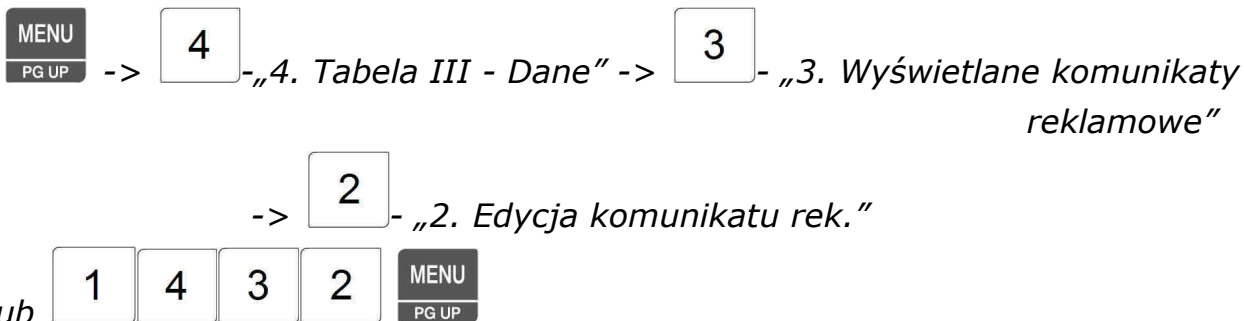 MENU PG UP -> 4 -„4. Tabela III - Dane” -> 3 - „3. Wyświetlane komunikaty
reklamowe”
-> 2 - „2. Edycja komunikatu rek.”
lub 1 4 3 2 MENU PG UP